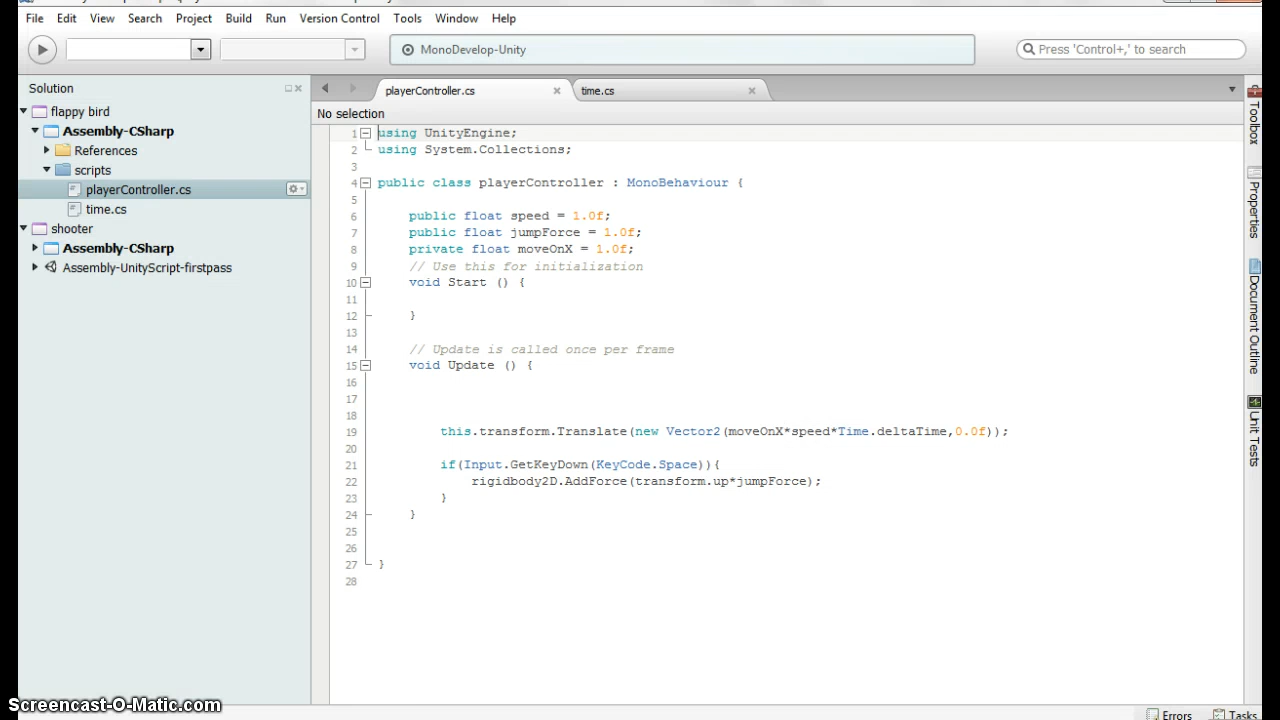 File Edit View Search Project Build Run Version Control Tools Window Help
MonoDevelop-Unity
Press 'Control+,' to search
Solution
playerController.cs
time.cs
flappy bird
Assembly-CSharp
References
scripts
playerController.cs
time.cs
shooter
Assembly-CSharp
Assembly-UnityScript-firstpass
No selection
1 using UnityEngine;
2 using System.Collections;
3
4 public class playerController : MonoBehaviour {
5
6 public float speed = 1.0f;
7 public float jumpForce = 1.0f;
8 private float moveOnX = 1.0f;
9 // Use this for initialization
10 void Start () {
11
12 }
13
14 // Update is called once per frame
15 void Update () {
16
17
18
19 this.transform.Translate(new Vector2(moveOnX*speed*Time.deltaTime,0.0f));
20
21 if(Input.GetKeyDown(KeyCode.Space)){
22 rigidbody2D.AddForce(transform.up*jumpForce);
23 }
24 }
25
26
27 }
28
Toolbox
Properties
Document Outline
Unit Tests
Errors Tasks
Screencast-O-Matic.com